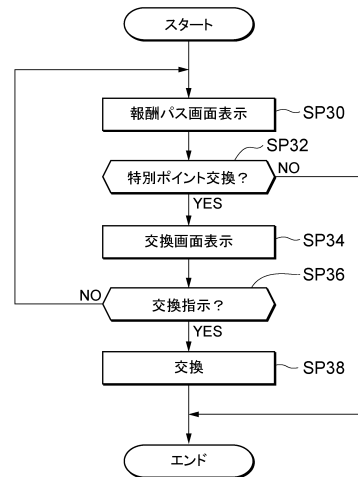 スタート
報酬パス画面表示
SP30
SP32
特別ポイント交換？
NO
YES
交換画面表示
SP34
SP36
NO
交換指示？
YES
交換
SP38
エンド